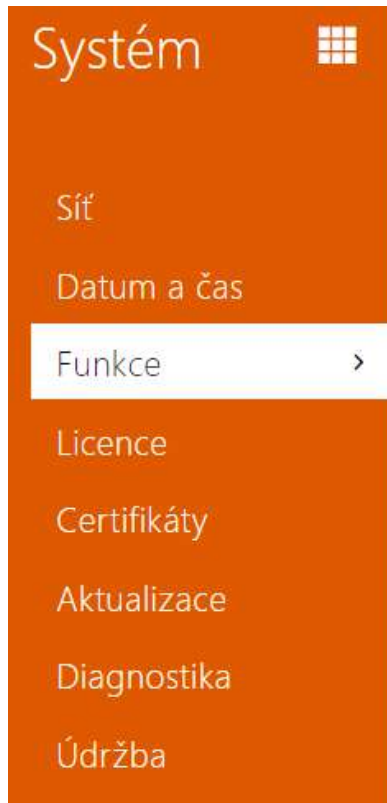 Systém
Síť
Datum a čas
Funkce
Licence
Certifikáty
Aktualizace
Diagnostika
Údržba